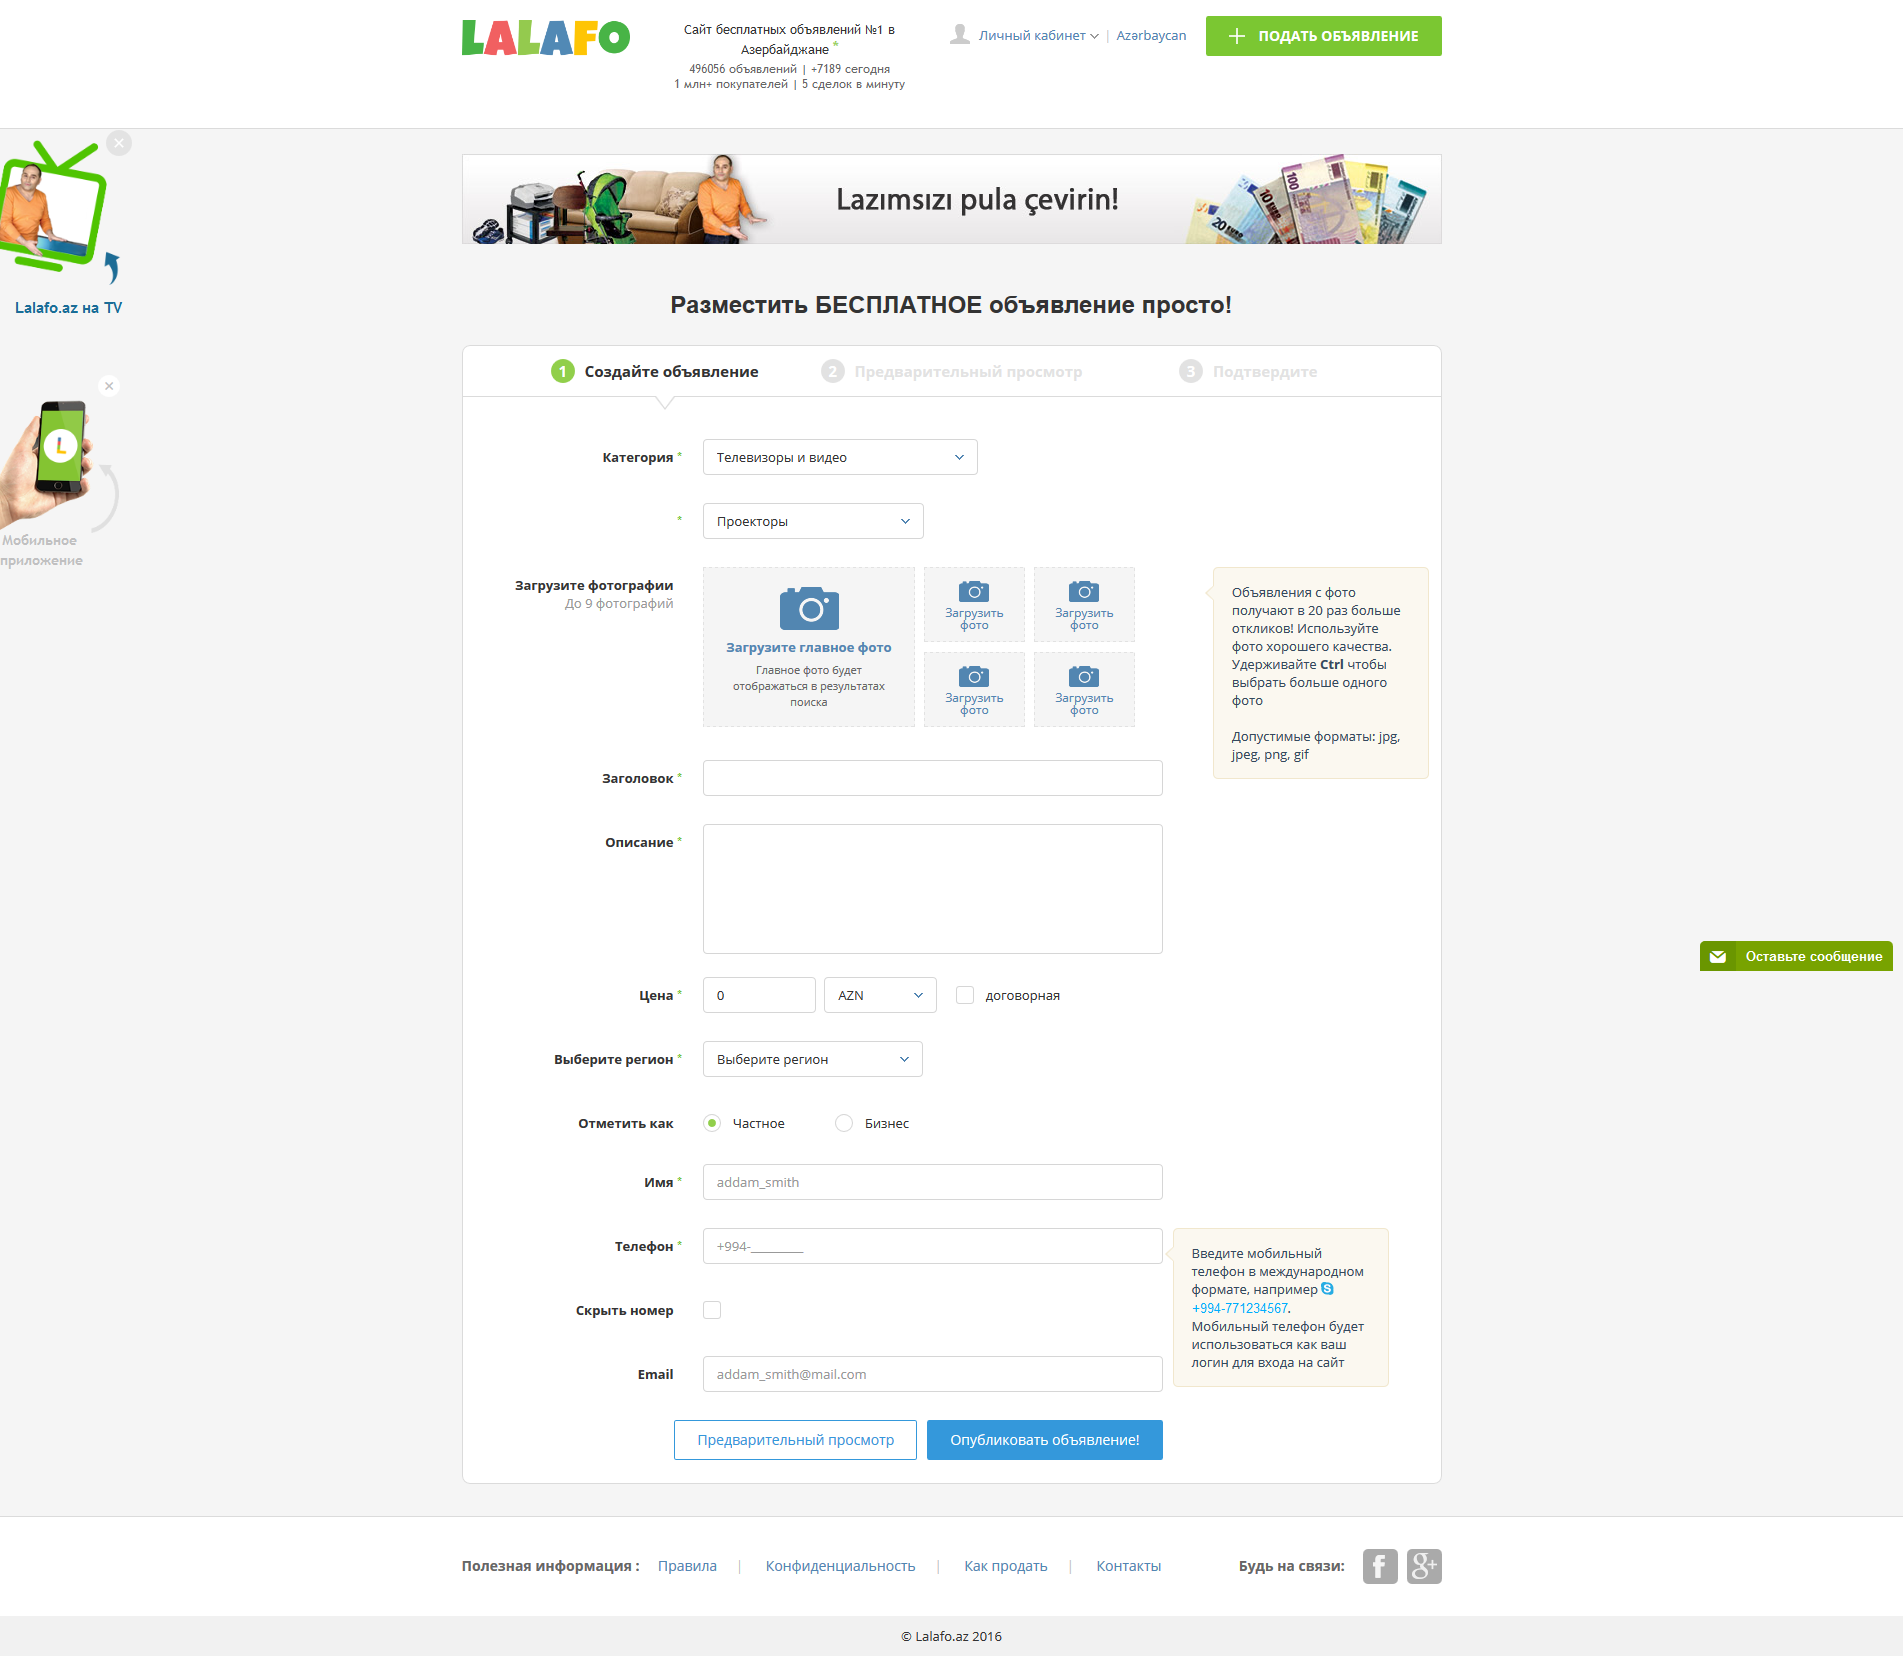 LALAFO
Сайт бесплатных объявлений №1 в
Азербайджане *
496056 объявлений | +7189 сегодня
1 млн+ покупателей | 5 сделок в минуту
Личный кабинет | Azərbaycan
ПОДАТЬ ОБЪЯВЛЕНИЕ
Lalafo.az на TV
L
Мобильное
приложение
Lazımsızı pula çevirin!
20 EURO
100
Разместить БЕСПЛАТНОЕ объявление просто!
1 Создайте объявление
2 Предварительный просмотр
3 Подтвердите
Категория *
Телевизоры и видео
*
Проекторы
Загрузите фотографии
До 9 фотографий
Загрузите главное фото
Главное фото будет
отображаться в результатах
поиска
Загрузить
фото
Загрузить
фото
Загрузить
фото
Загрузить
фото
Объявления с фото
получают в 20 раз больше
откликов! Используйте
фото хорошего качества.
Удерживайте Ctrl чтобы
выбрать больше одного
фото
Допустимые форматы: jpg,
jpeg, png, gif
Заголовок *
Описание *
Цена *
0
AZN
договорная
Выберите регион *
Выберите регион
Отметить как
Частное
Бизнес
Имя *
addam_smith
Телефон *
+994-_________
Введите мобильный
телефон в международном
формате, например
+994-771234567.
Мобильный телефон будет
использоваться как ваш
логин для входа на сайт
Скрыть номер
Email
addam_smith@mail.com
Предварительный просмотр
Опубликовать объявление!
Оставьте сообщение
Полезная информация : Правила | Конфиденциальность | Как продать | Контакты
Будь на связи: f g+
© Lalafo.az 2016